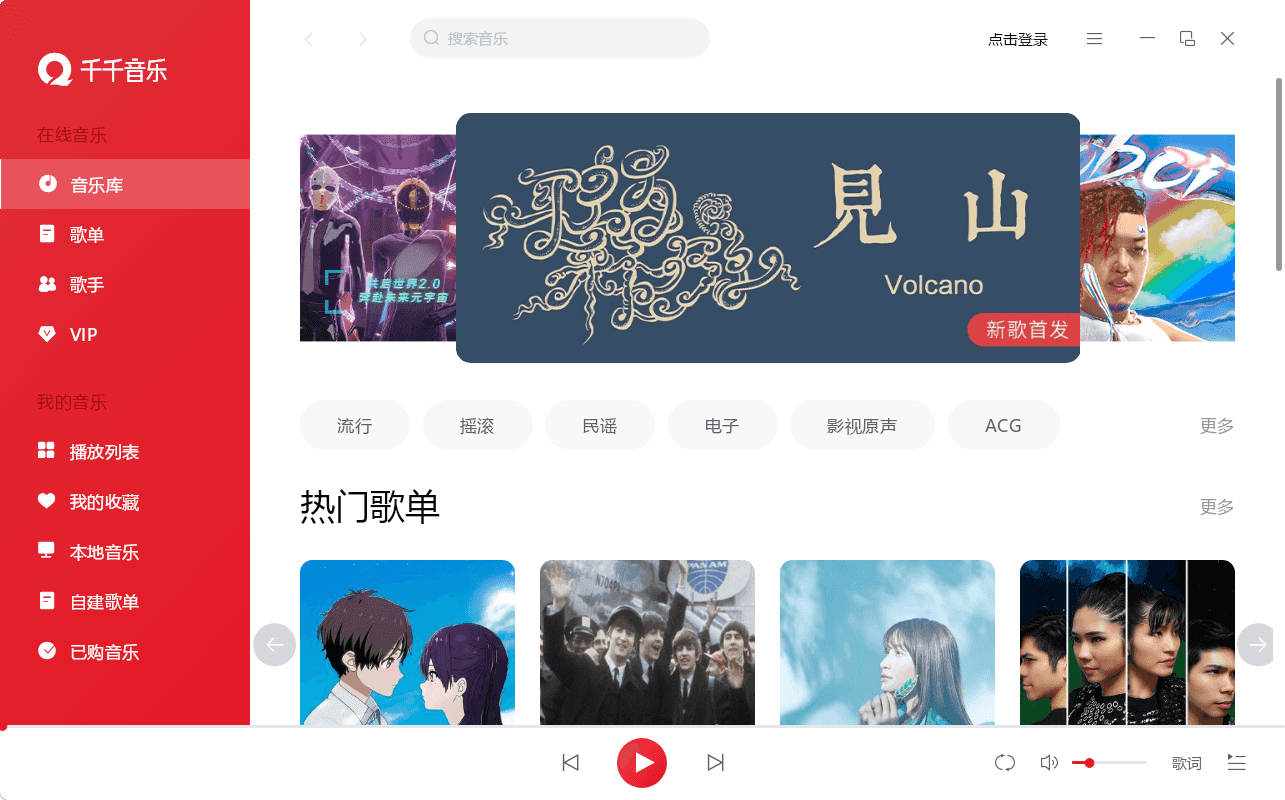 千千音乐
在线音乐
音乐库
歌单
歌手
VIP
我的音乐
播放列表
我的收藏
本地音乐
自建歌单
已购音乐
搜索音乐
点击登录
共启世界2.0
奔赴未来元宇宙
見 山
Volcano
新歌首发
流行
摇滚
民谣
电子
影视原声
ACG
更多
热门歌单
更多
PANAM
歌词